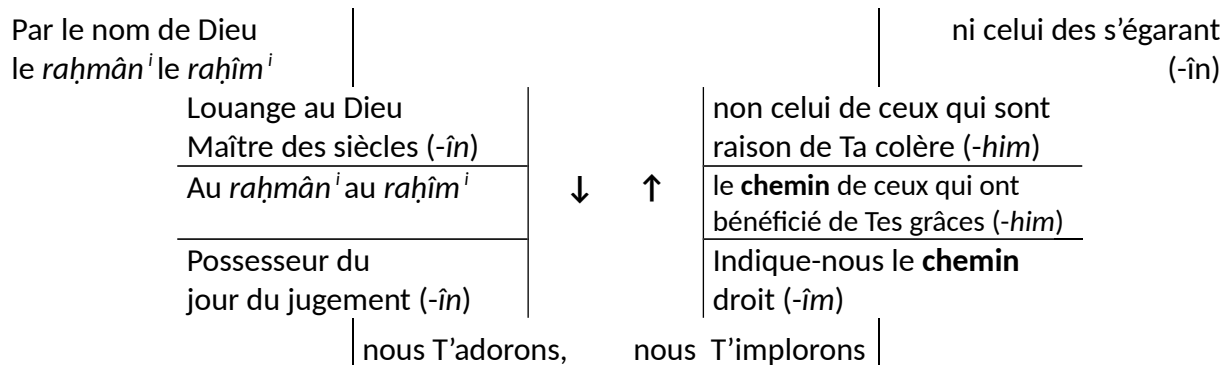 Par le nom de Dieu
le raḥmân ⁱ le raḥîm ⁱ
Louange au Dieu
Maître des siècles (-în)
Au raḥmân ⁱ au raḥîm ⁱ
Possesseur du
jour du jugement (-în)
nous T’adorons,
↓ ↑
ni celui des s’égarant
(-în)
non celui de ceux qui sont
raison de Ta colère (-him)
le chemin de ceux qui ont
bénéficié de Tes grâces (-him)
Indique-nous le chemin
droit (-îm)
nous T’implorons